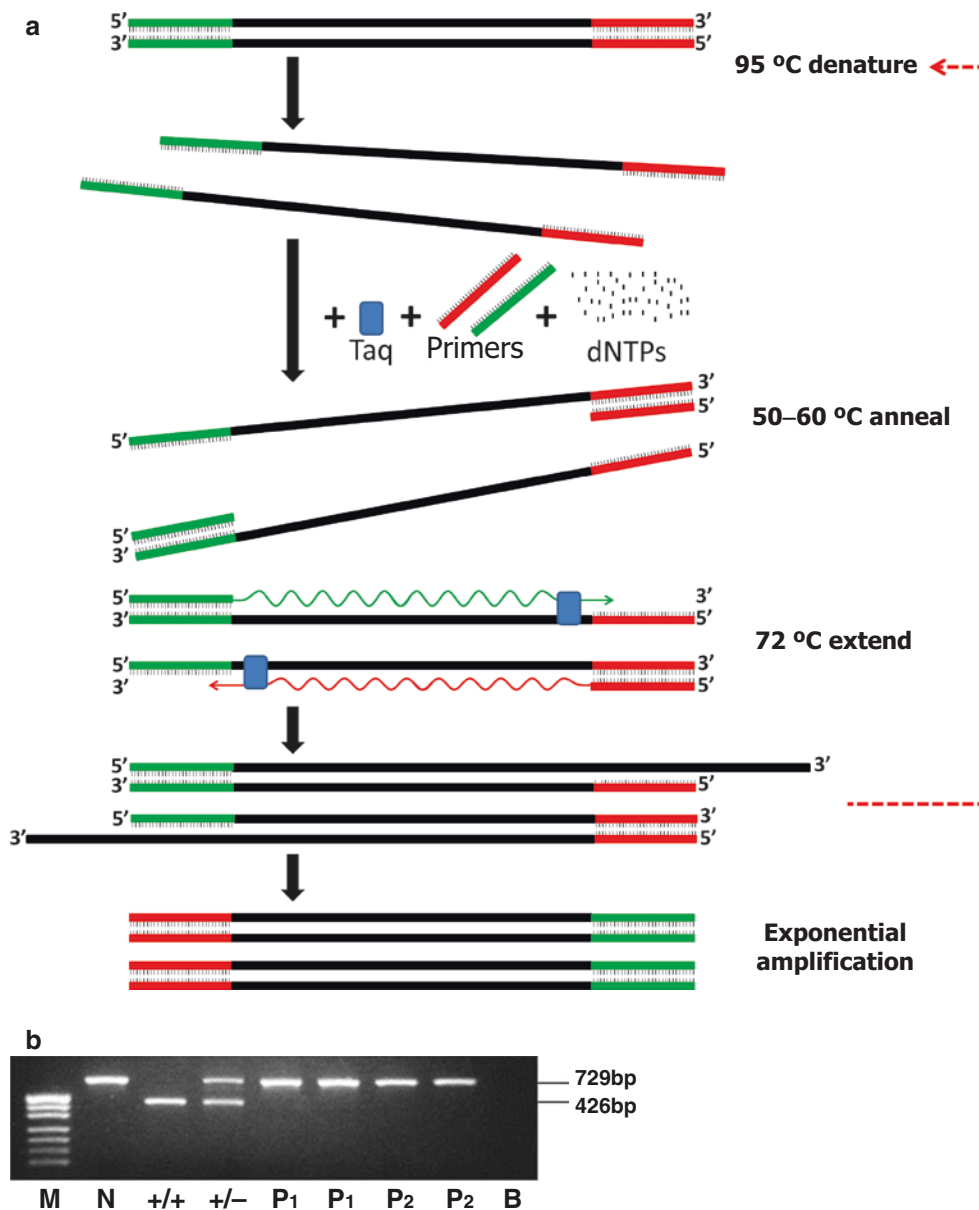 a
5’ 3’
3’ 5’
95 ºC denature
+ Taq + Primers + dNTPs
3’
5’
5’
50–60 ºC anneal
5’
5’
3’
5’ 3’
3’ 5’
72 ºC extend
5’ 3’
3’ 5’
5’ 3’
3’ 5’
5’ 3’
3’ 5’
Exponential
amplification
b
729bp
426bp
M N +/+ +/– P1 P1 P2 P2 B